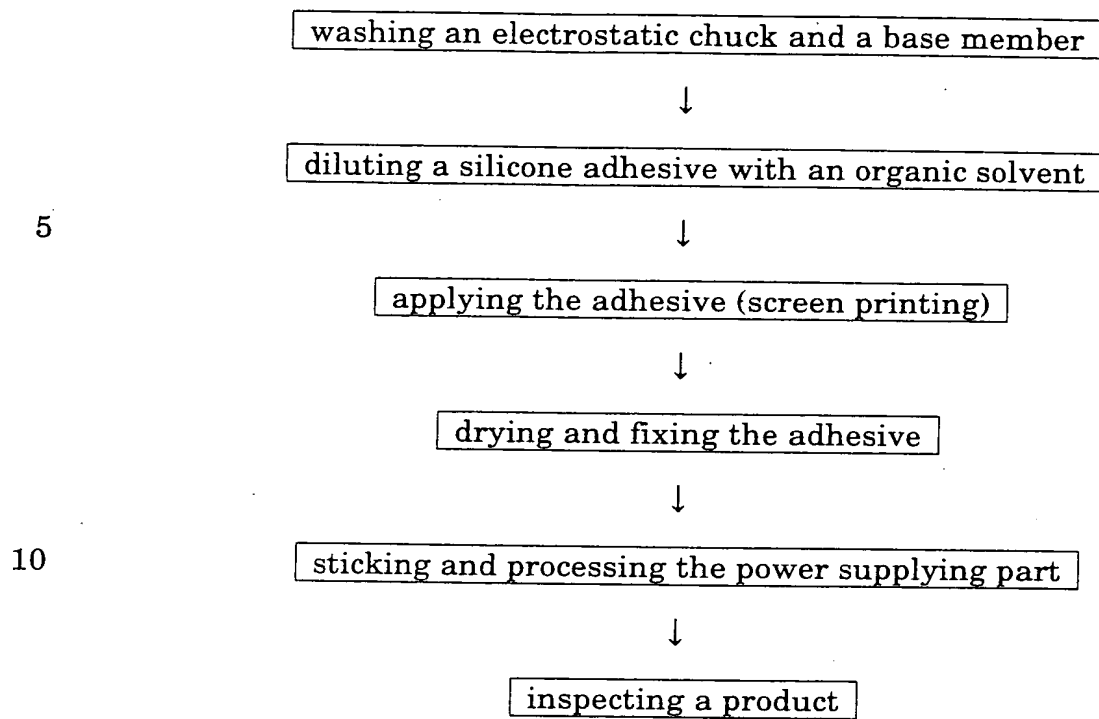 washing an electrostatic chuck and a base member
↓
diluting a silicone adhesive with an organic solvent
5
↓
applying the adhesive (screen printing)
↓
drying and fixing the adhesive
↓
10
sticking and processing the power supplying part
↓
inspecting a product